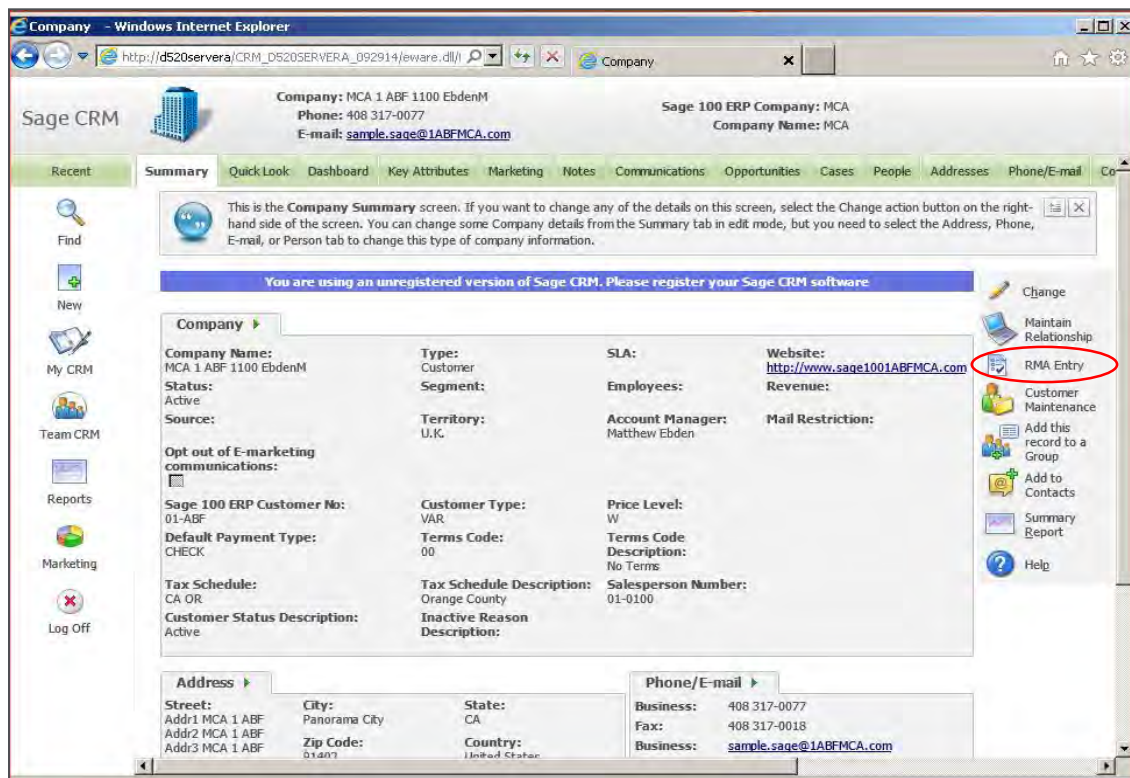 Company - Windows Internet Explorer
http://d520servera/CRM_D520SERVERA_092914/eware.dll/
Company
Sage CRM
Company: MCA 1 ABF 1100 EbdenM
Phone: 408 317-0077
E-mail: sample.sage@1ABFMCA.com
Sage 100 ERP Company: MCA
Company Name: MCA
Recent Summary Quick Look Dashboard Key Attributes Marketing Notes Communications Opportunities Cases People Addresses Phone/E-mail Co
Find
New
My CRM
Team CRM
Reports
Marketing
Log Off
This is the Company Summary screen. If you want to change any of the details on this screen, select the Change action button on the right-
hand side of the screen. You can change some Company details from the Summary tab in edit mode, but you need to select the Address, Phone,
E-mail, or Person tab to change this type of company information.
You are using an unregistered version of Sage CRM. Please register your Sage CRM software
Company
Company Name: Type: SLA: Website:
MCA 1 ABF 1100 EbdenM Customer http://www.sage1001ABFMCA.com
Status: Segment: Employees: Revenue:
Active
Source: Territory: Account Manager: Mail Restriction:
U.K. Matthew Ebden
Opt out of E-marketing
communications:
Sage 100 ERP Customer No: Customer Type: Price Level:
01-ABF VAR W
Default Payment Type: Terms Code: Terms Code
Description:
CHECK 00
No Terms
Tax Schedule: Tax Schedule Description: Salesperson Number:
CA OR Orange County 01-0100
Customer Status Description: Inactive Reason
Description:
Active
Change
Maintain
Relationship
RMA Entry
Customer
Maintenance
Add this
record to a
Group
Add to
Contacts
Summary
Report
Help
Address
Street: City: State:
Addr1 MCA 1 ABF Panorama City CA
Addr2 MCA 1 ABF
Addr3 MCA 1 ABF
Zip Code: Country:
91402 United States
Phone/E-mail
Business: 408 317-0077
Fax: 408 317-0018
Business: sample.sage@1ABFMCA.com